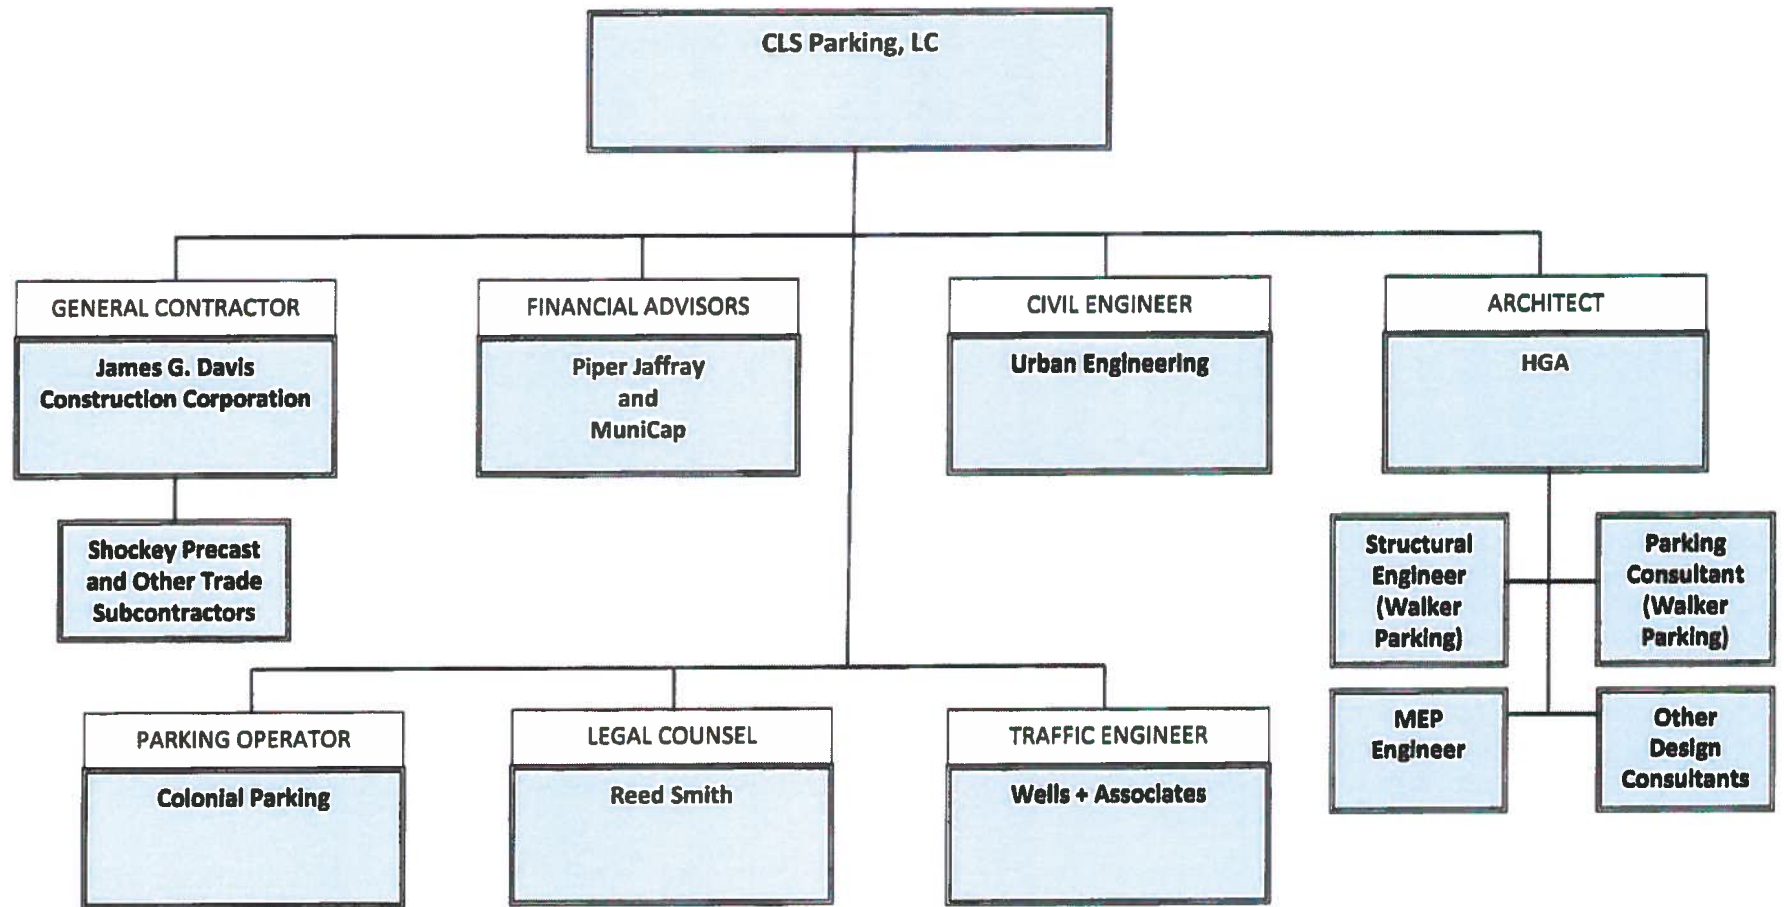 CLS Parking, LC
GENERAL CONTRACTOR
James G. Davis
Construction Corporation
FINANCIAL ADVISORS
Piper Jaffray
and
MuniCap
CIVIL ENGINEER
Urban Engineering
ARCHITECT
HGA
Shockey Precast
and Other Trade
Subcontractors
Structural
Engineer
(Walker
Parking)
Parking
Consultant
(Walker
Parking)
MEP
Engineer
Other
Design
Consultants
PARKING OPERATOR
Colonial Parking
LEGAL COUNSEL
Reed Smith
TRAFFIC ENGINEER
Wells + Associates